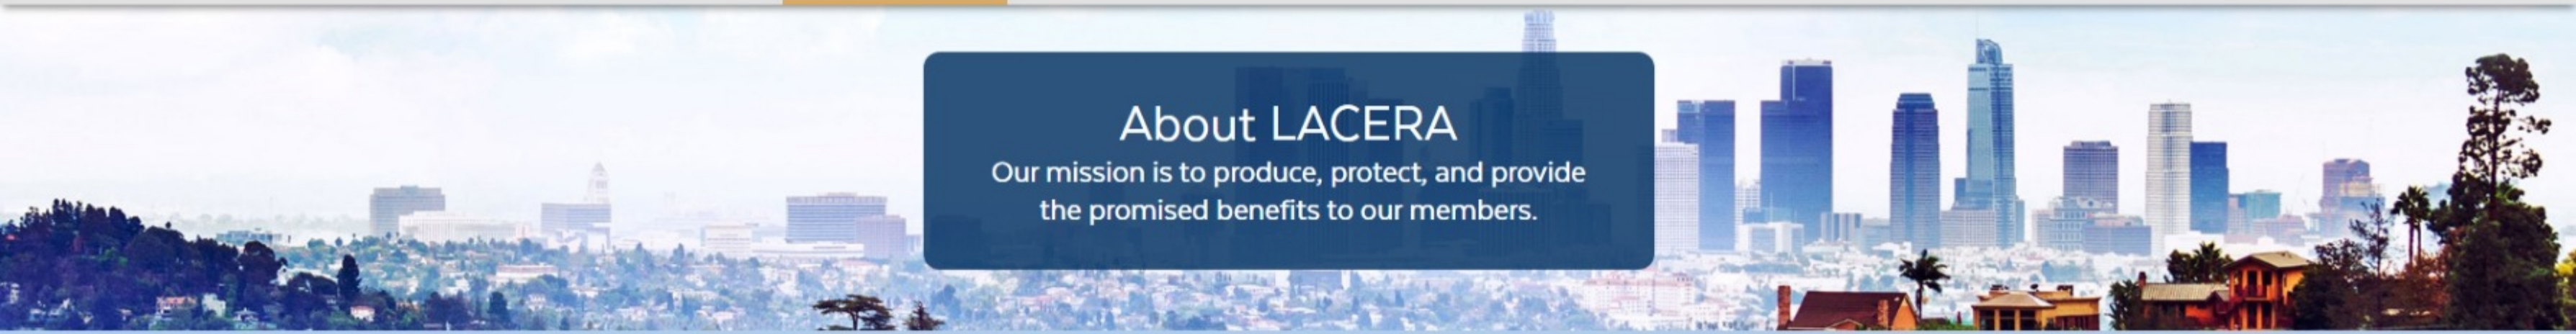 About LACERA
Our mission is to produce, protect, and provide
the promised benefits to our members.